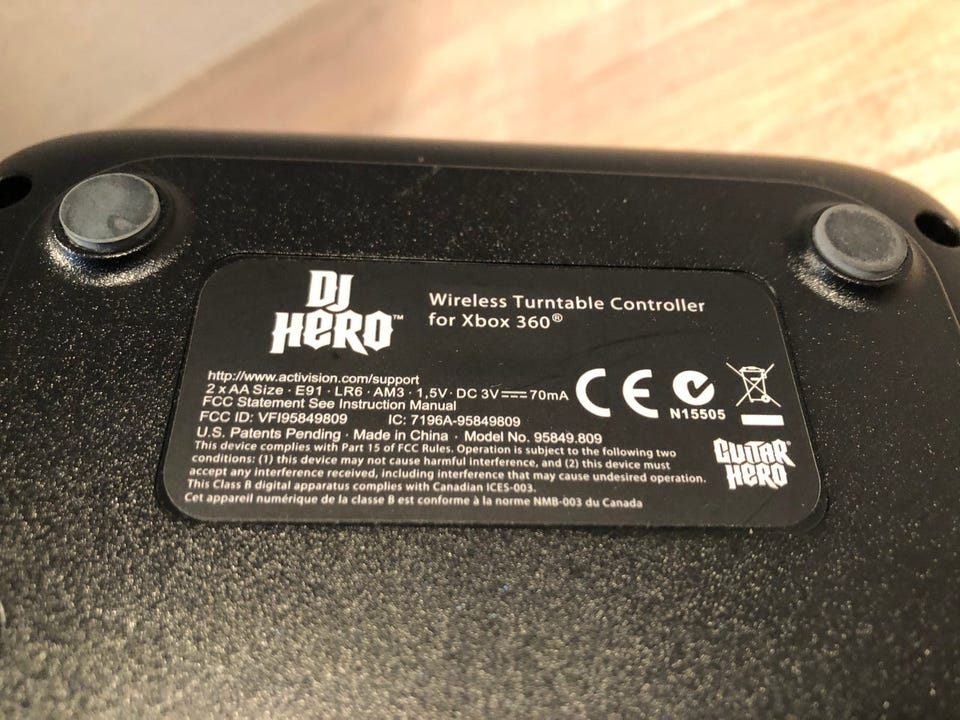 DJ
HERO™
Wireless Turntable Controller
for Xbox 360®
http://www.activision.com/support
2 x AA Size · E91 · LR6 · AM3 · 1,5V · DC 3V⎓70mA
FCC Statement See Instruction Manual
FCC ID: VFI95849809 IC: 7196A-95849809
U.S. Patents Pending · Made in China · Model No. 95849.809
This device complies with Part 15 of FCC Rules. Operation is subject to the following two
conditions: (1) this device may not cause harmful interference, and (2) this device must
accept any interference received, including interference that may cause undesired operation.
This Class B digital apparatus complies with Canadian ICES-003.
Cet appareil numérique de la classe B est conforme à la norme NMB-003 du Canada
CE
N15505
GUITAR
HERO®